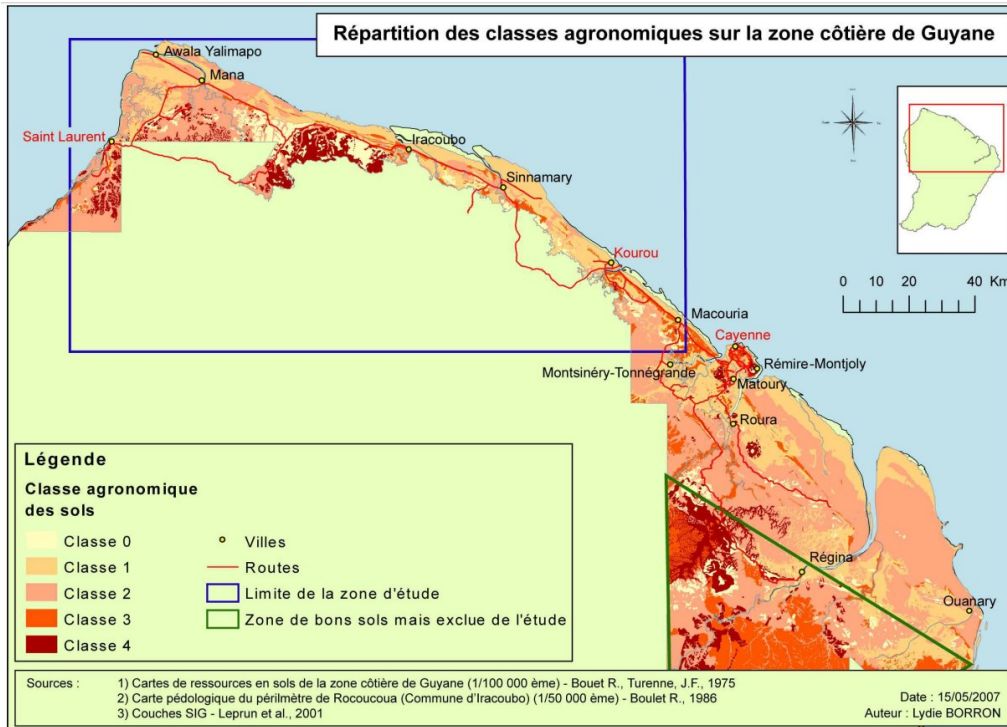 Répartition des classes agronomiques sur la zone côtière de Guyane
Awala Yalimapo
Mana
Saint Laurent
Iracoubo
Sinnamary
Kourou
0 20 40 Km
Macouria
Cayenne
Rémire-Montjoly
Montsinéry-Tonnégrande
Matoury
Roura
Régina
Ouanary
Légende
Classe agronomique
des sols
Classe 0
Classe 1
Classe 2
Classe 3
Classe 4
Villes
Routes
Limite de la zone d'étude
Zone de bons sols mais exclue de l'étude
Sources :
1) Cartes de ressources en sols de la zone côtière de Guyane (1/100 000 ème) - Bouet R., Turenne, J.F., 1975
2) Carte pédologique du périlmètre de Rocoucoua (Commune d'Iracoubo) (1/50 000 ème) - Boulet R., 1986
3) Couches SIG - Leprun et al., 2001
Date : 15/05/2007
Auteur : Lydie BORRON